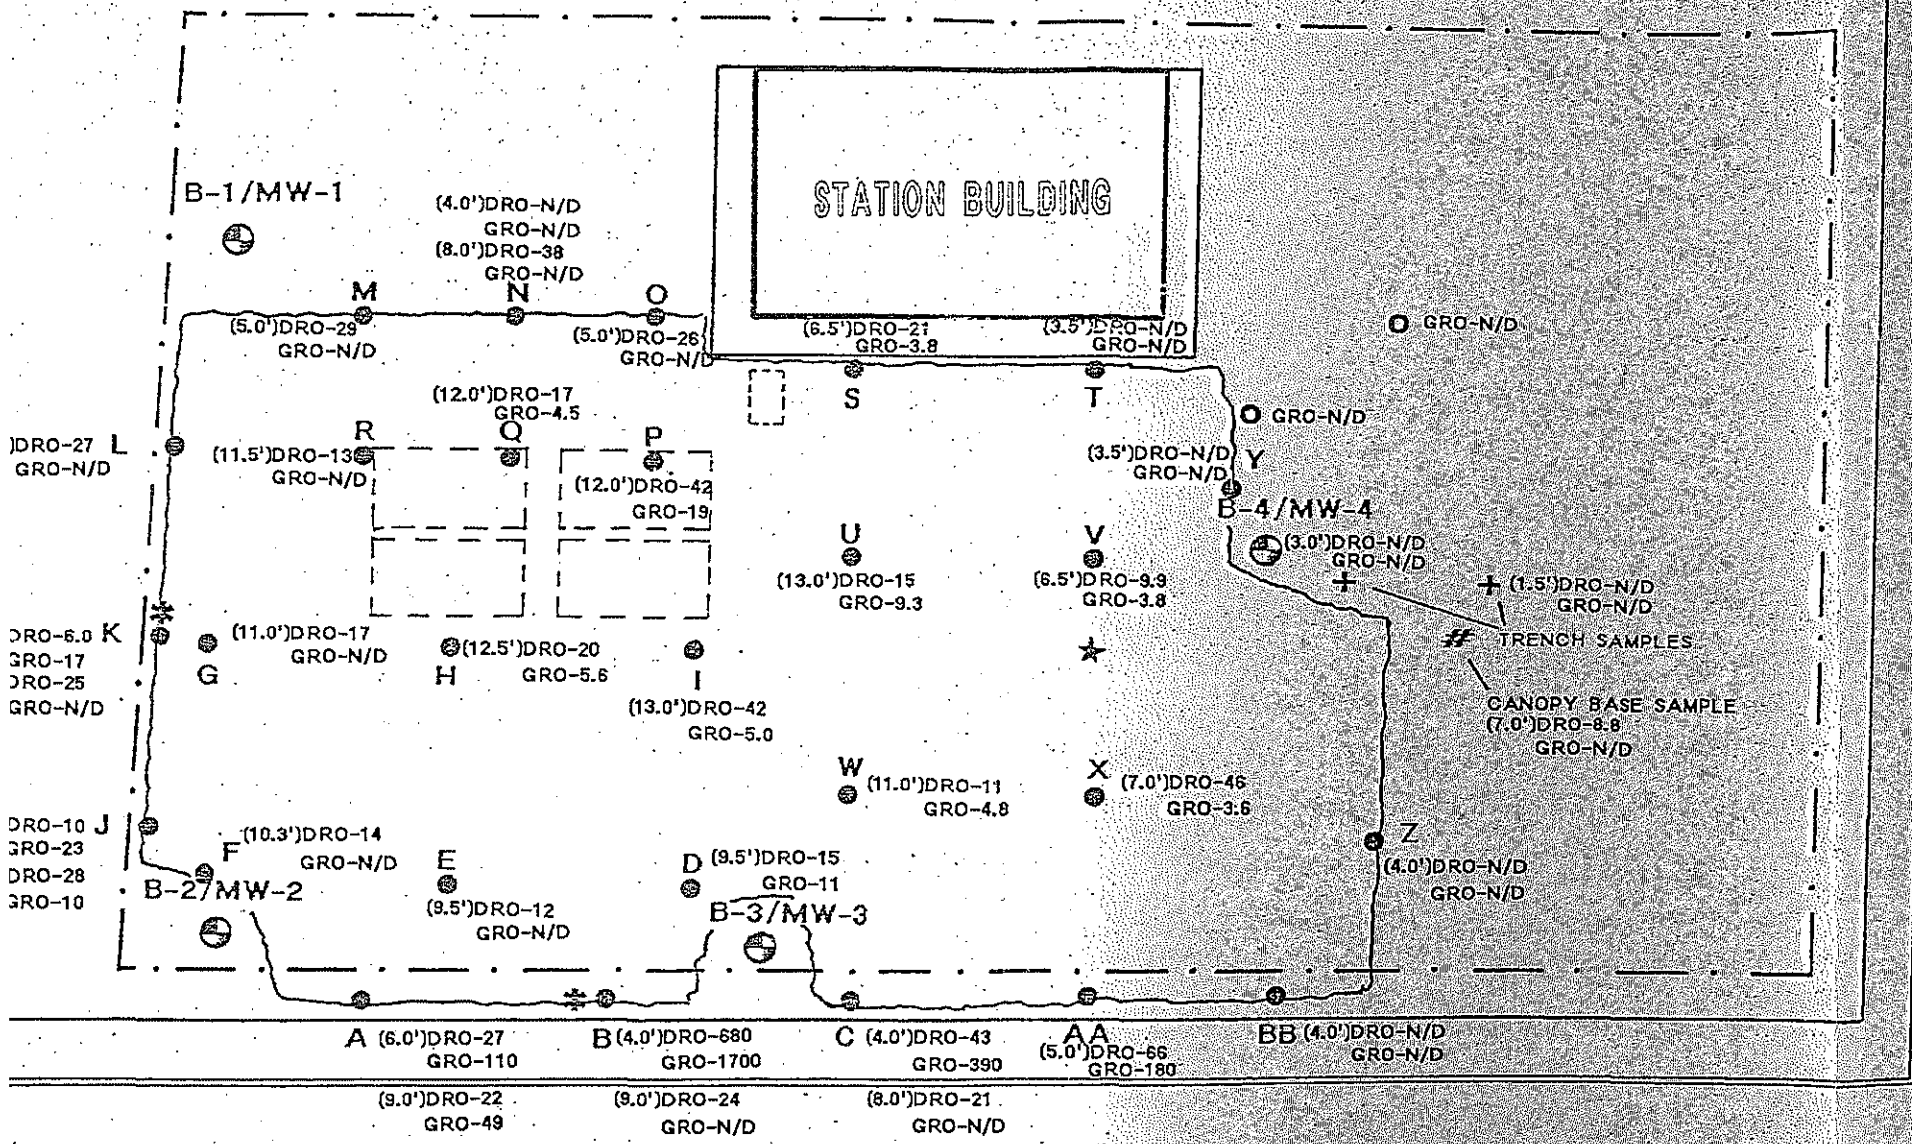 B-1/MW-1
(4.0')DRO-N/D
GRO-N/D
(8.0')DRO-38
GRO-N/D
STATION BUILDING
M
N
O
(5.0')DRO-29
GRO-N/D
(5.0')DRO-26
GRO-N/D
(6.5')DRO-21
GRO-3.8
(3.5')DRO-N/D
GRO-N/D
O GRO-N/D
S
T
(12.0')DRO-17
GRO-4.5
O GRO-N/D
)DRO-27 L
GRO-N/D
R
(11.5')DRO-13
GRO-N/D
Q
P
(12.0')DRO-42
GRO-19
(3.5')DRO-N/D
GRO-N/D
Y
B-4/MW-4
(3.0')DRO-N/D
GRO-N/D
U
(13.0')DRO-15
GRO-9.3
V
(6.5')DRO-9.9
GRO-3.8
(1.5')DRO-N/D
GRO-N/D
TRENCH SAMPLES
DRO-6.0 K
GRO-17
DRO-25
GRO-N/D
(11.0')DRO-17
GRO-N/D
G
(12.5')DRO-20
GRO-5.6
H
I
(13.0')DRO-42
GRO-5.0
#
CANOPY BASE SAMPLE
(7.0')DRO-8.8
GRO-N/D
W
(11.0')DRO-11
GRO-4.8
X
(7.0')DRO-46
GRO-3.6
DRO-10 J
GRO-23
DRO-28
GRO-10
F
(10.3')DRO-14
GRO-N/D
B-2/MW-2
E
(9.5')DRO-12
GRO-N/D
D
(9.5')DRO-15
GRO-11
B-3/MW-3
Z
(4.0')DRO-N/D
GRO-N/D
A (6.0')DRO-27
GRO-110
B (4.0')DRO-680
GRO-1700
C (4.0')DRO-43
GRO-390
AA
(5.0')DRO-66
GRO-180
BB (4.0')DRO-N/D
GRO-N/D
(9.0')DRO-22
GRO-49
(9.0')DRO-24
GRO-N/D
(8.0')DRO-21
GRO-N/D